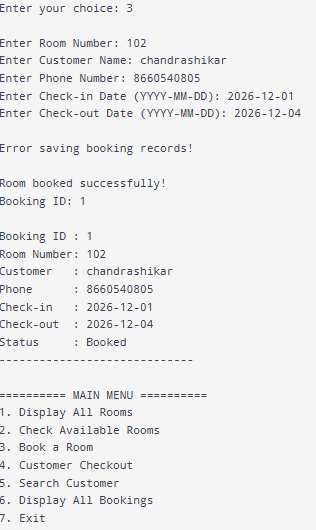 Enter your choice: 3
Enter Room Number: 102
Enter Customer Name: chandrashikar
Enter Phone Number: 8660540805
Enter Check-in Date (YYYY-MM-DD): 2026-12-01
Enter Check-out Date (YYYY-MM-DD): 2026-12-04
Error saving booking records!
Room booked successfully!
Booking ID: 1
Booking ID : 1
Room Number: 102
Customer   : chandrashikar
Phone      : 8660540805
Check-in   : 2026-12-01
Check-out  : 2026-12-04
Status     : Booked
------------------------------
========== MAIN MENU ==========
1. Display All Rooms
2. Check Available Rooms
3. Book a Room
4. Customer Checkout
5. Search Customer
6. Display All Bookings
7. Exit